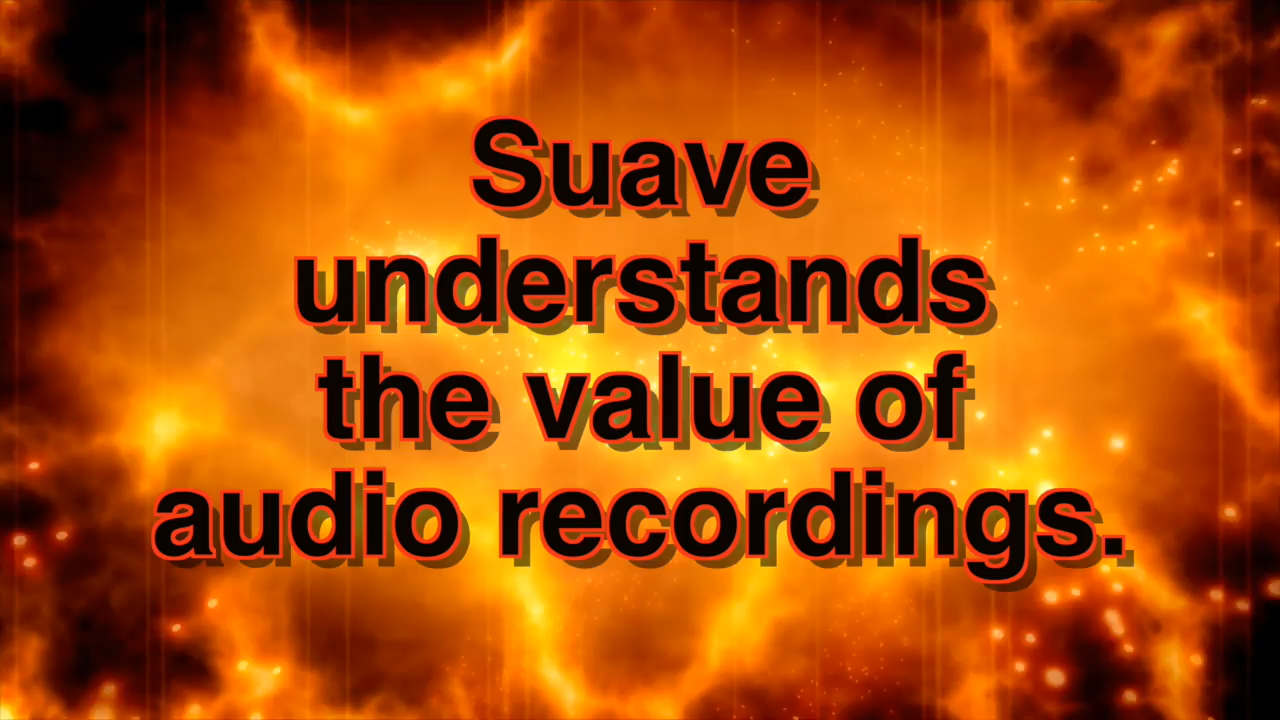 Suave
understands
the value of
audio recordings.